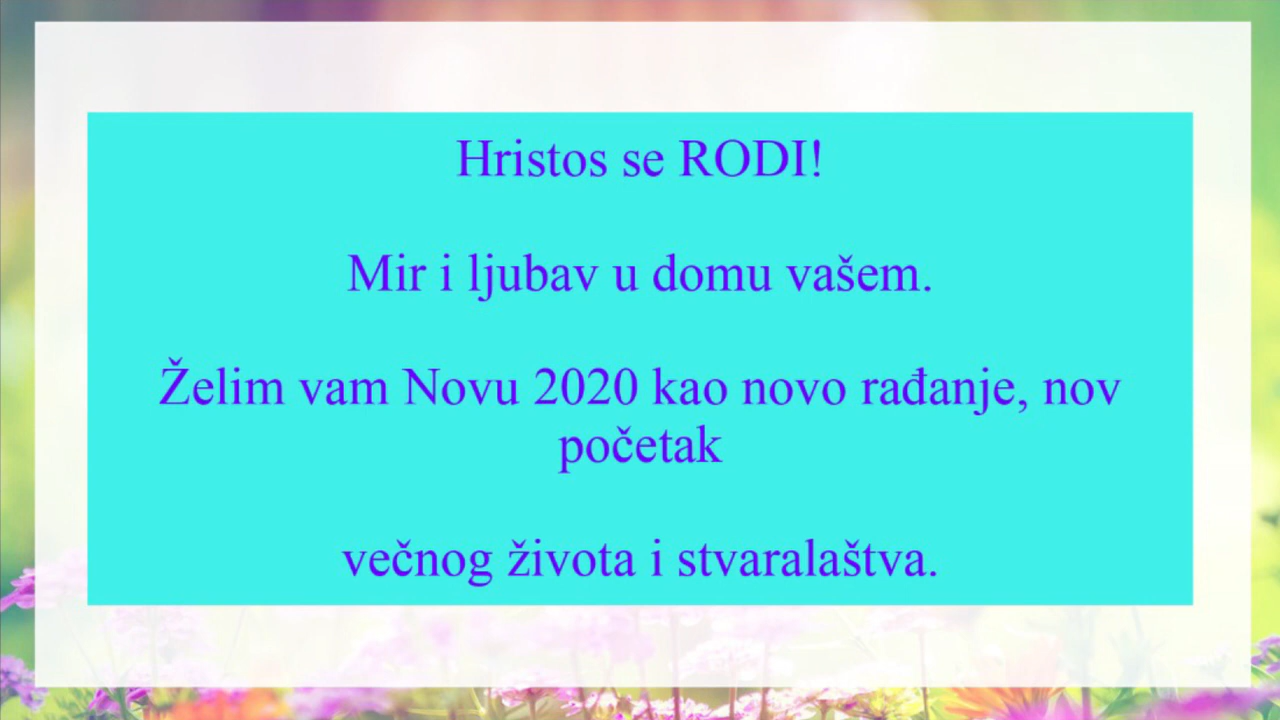 Hristos se RODI!
Mir i ljubav u domu vašem.
Želim vam Novu 2020 kao novo rađanje, nov
početak
večnog života i stvaralaštva.